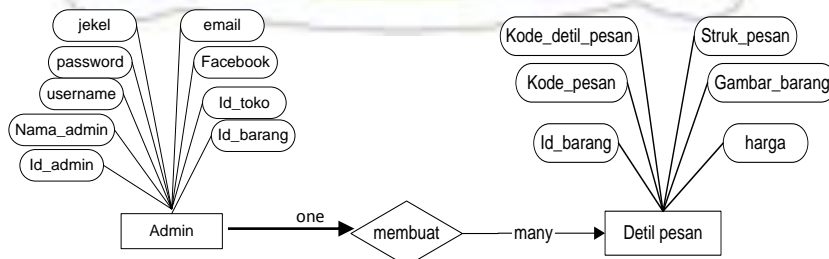 jekel
email
Kode_detil_pesan
Struk_pesan
password
Facebook
Kode_pesan
Gambar_barang
username
Id_toko
Nama_admin
Id_barang
Id_barang
harga
Id_admin
Admin
one
membuat
many
Detil pesan